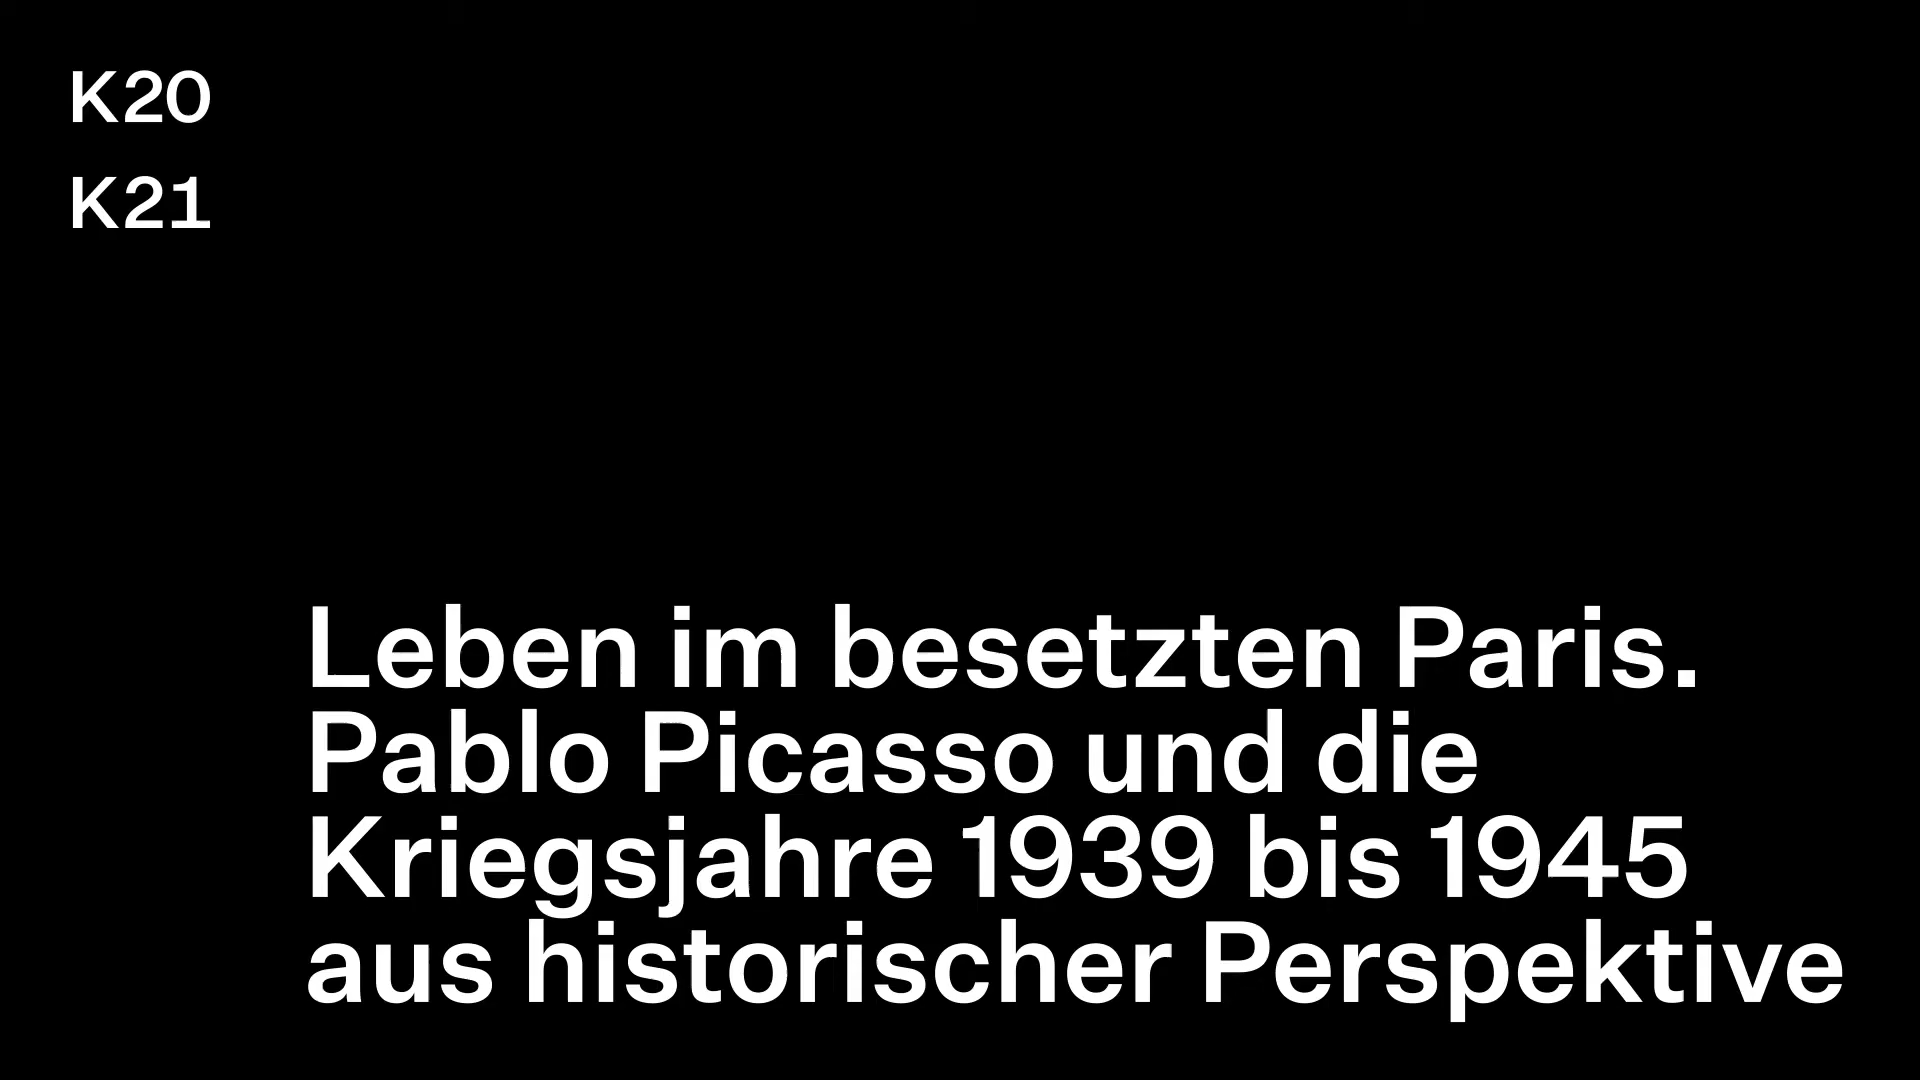 K20
K21
Leben im besetzten Paris.
Pablo Picasso und die
Kriegsjahre 1939 bis 1945
aus historischer Perspektive